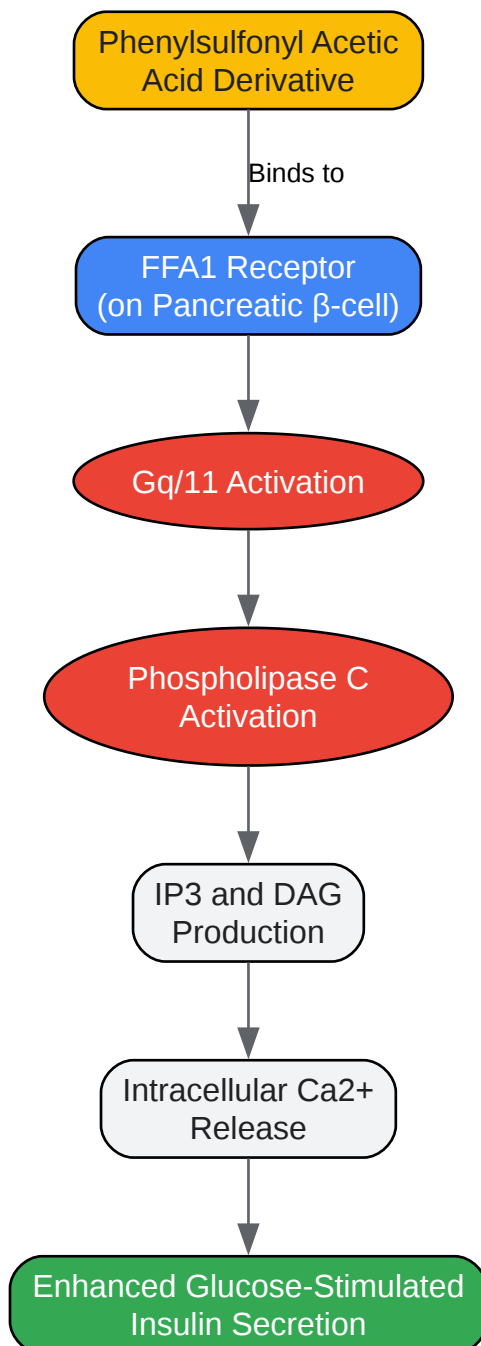 Phenylsulfonyl Acetic
Acid Derivative
Binds to
FFA1 Receptor
(on Pancreatic β-cell)
Gq/11 Activation
Phospholipase C
Activation
IP3 and DAG
Production
Intracellular Ca2+
Release
Enhanced Glucose-Stimulated
Insulin Secretion